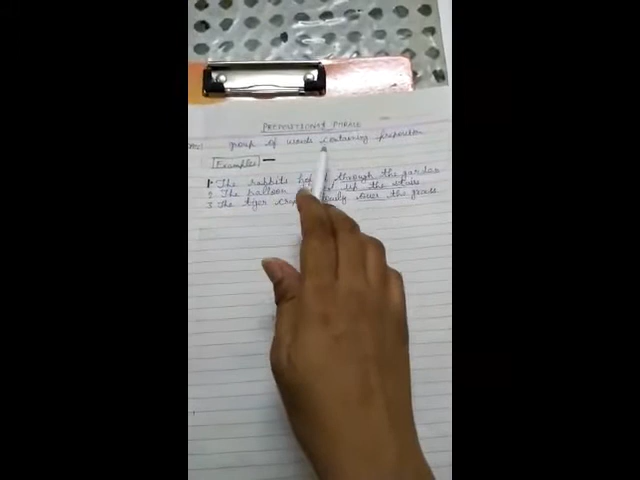 PREPOSITIONAL PHRASE
group of words containing preposition
Examples —
1. The rabbits through the garden
2 The balloon up the stairs
3 The tiger over the grass